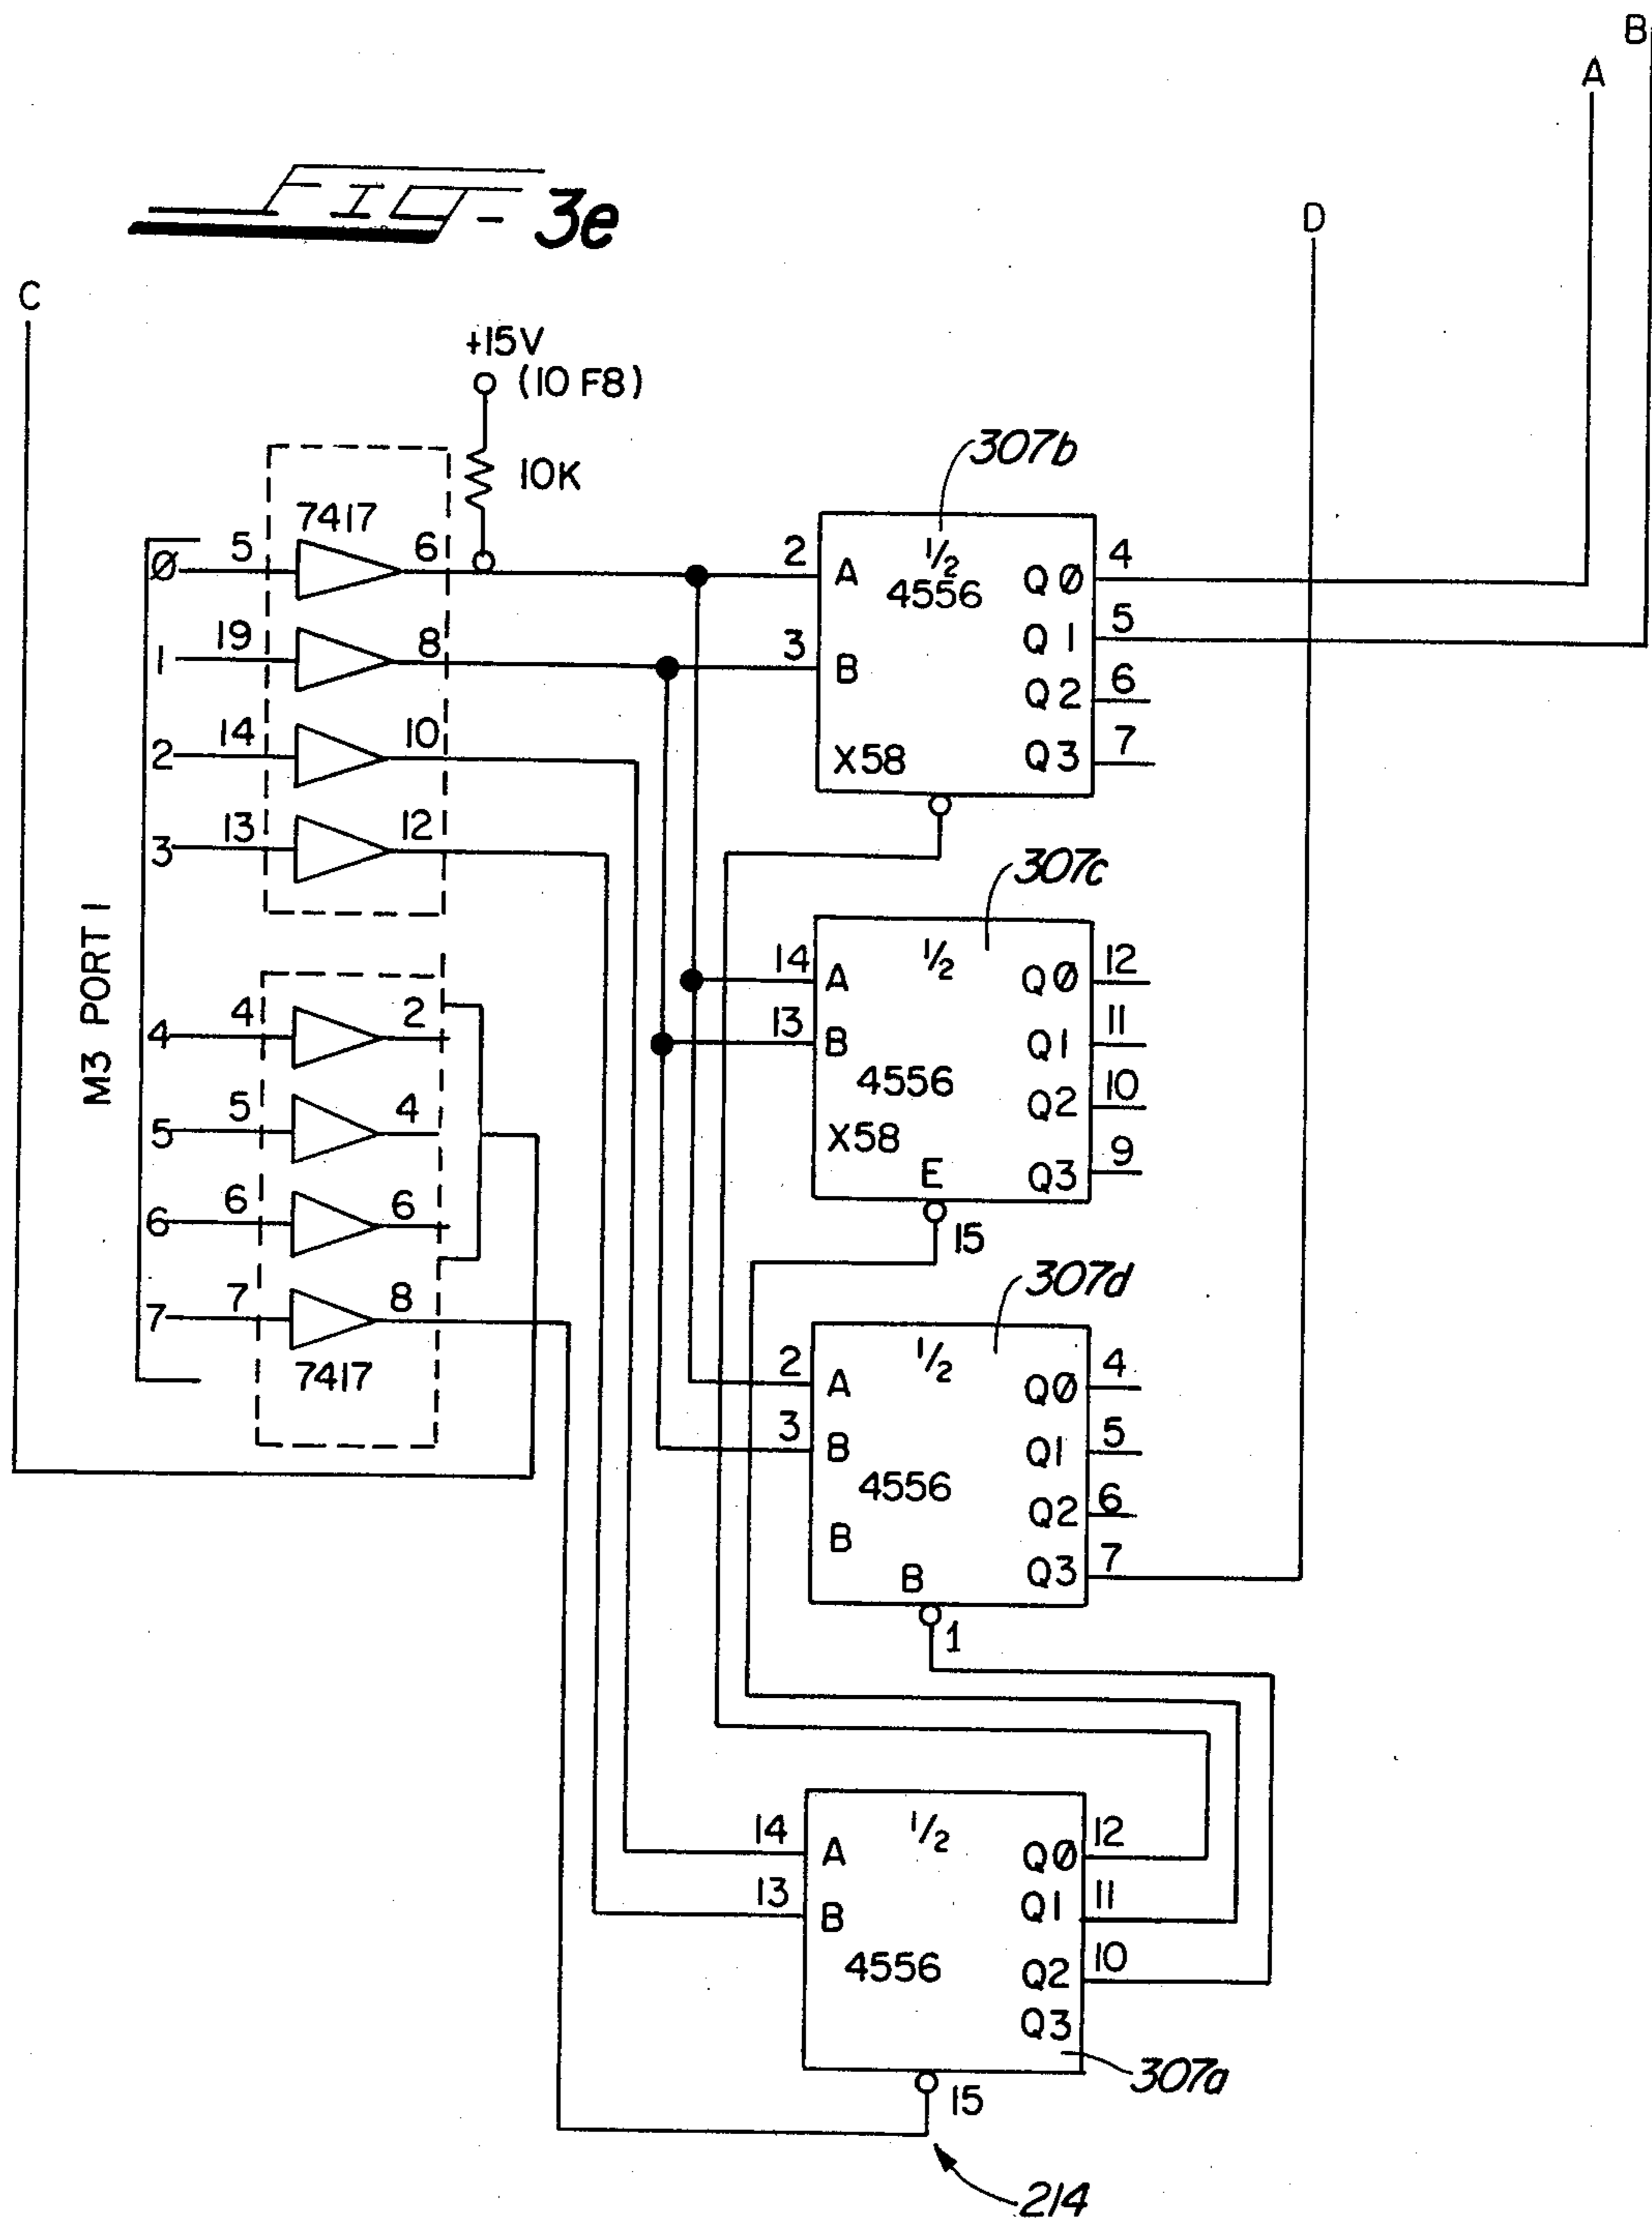 B
A
FIG-3e
D
C
+15V
(10 F8)
10K
307b
7417
Ø 5 6
1 19 8
2 14 10
3 13 12
2 A 1/2 4556 QØ 4
3 B Q1 5
Q2 6
X58 Q3 7
307c
M3 PORT 1
4 4 2
5 5 4
6 6 6
7 7 8
7417
14 A 1/2 QØ 12
13 B Q1 11
4556 Q2 10
X58 Q3 9
E
15
307d
2 A 1/2 QØ 4
3 B Q1 5
4556 Q2 6
B Q3 7
B
1
14 A 1/2 QØ 12
13 B Q1 11
4556 Q2 10
Q3
307a
15
214